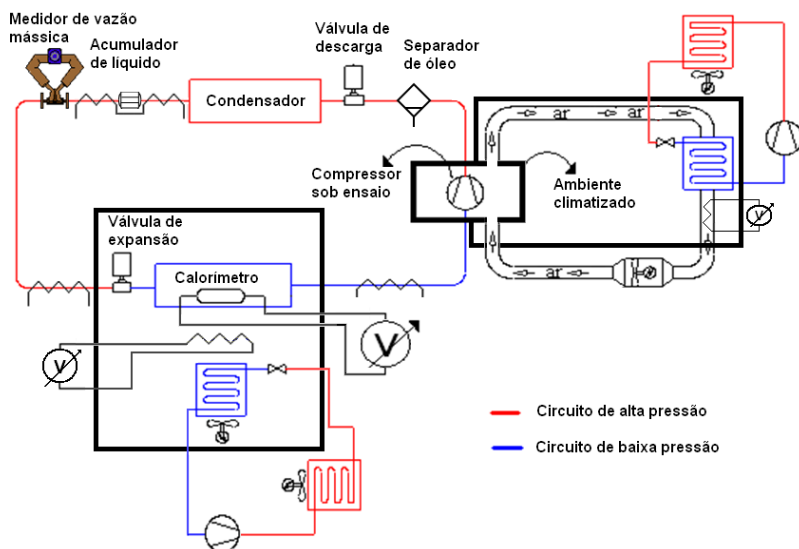 Medidor de vazão
mássica
Acumulador
de líquido
Condensador
Válvula de
descarga
Separador
de óleo
ar
ar
ar
Compressor
sob ensaio
Ambiente
climatizado
V
Válvula de
expansão
Calorímetro
ar
ar
V
V
Circuito de alta pressão
Circuito de baixa pressão